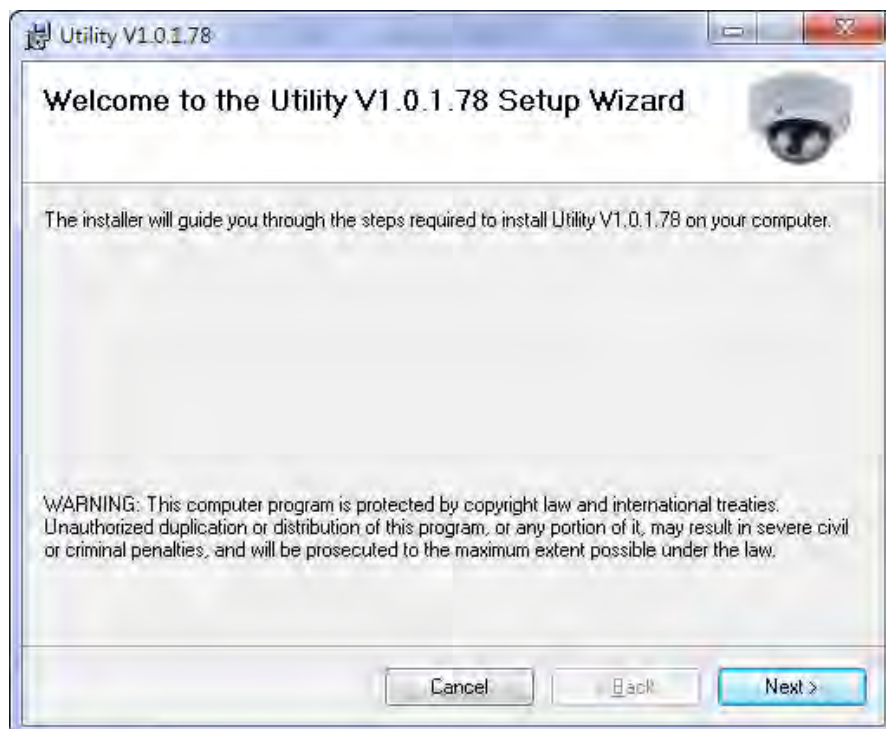 Utility V1.0.1.78
Welcome to the Utility V1.0.1.78 Setup Wizard
The installer will guide you through the steps required to install Utility V1.0.1.78 on your computer.
WARNING: This computer program is protected by copyright law and international treaties.
Unauthorized duplication or distribution of this program, or any portion of it, may result in severe civil
or criminal penalties, and will be prosecuted to the maximum extent possible under the law.
Cancel
< Back
Next >